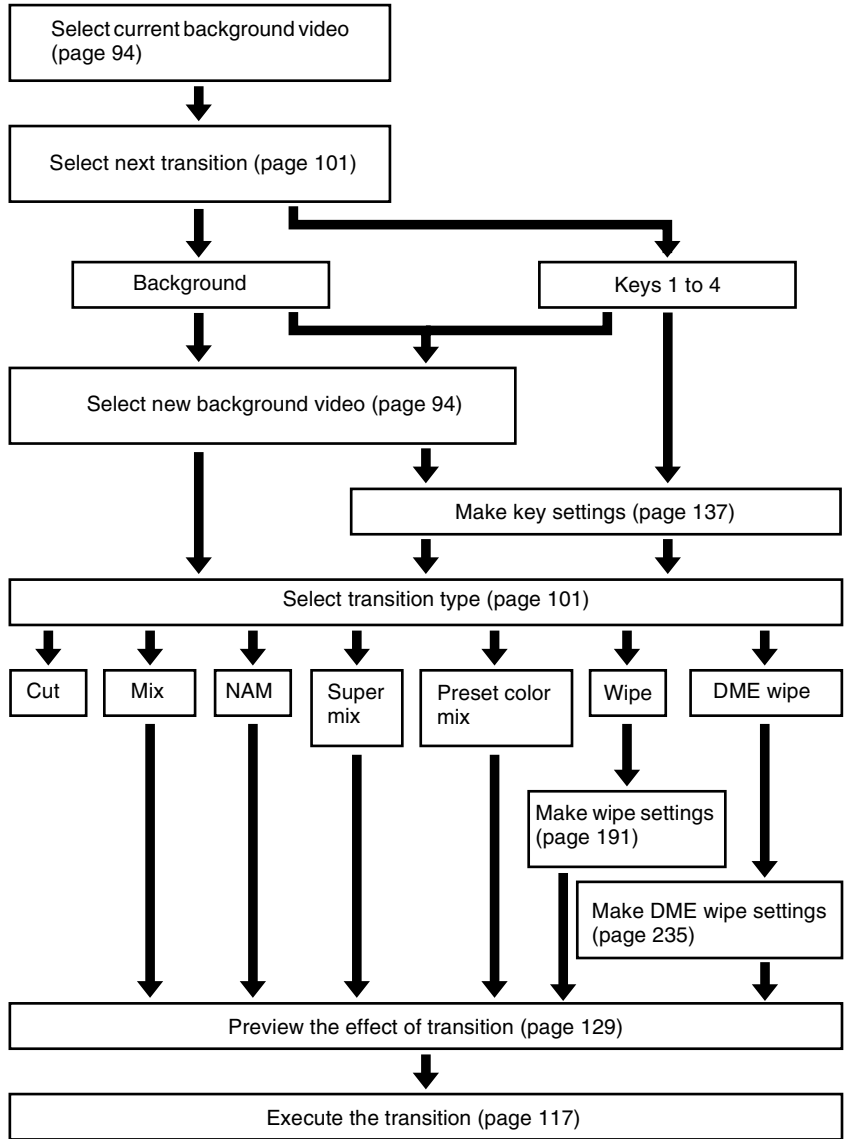 Select current background video
(page 94)
Select next transition (page 101)
Background
Keys 1 to 4
Select new background video (page 94)
Make key settings (page 137)
Select transition type (page 101)
Cut
Mix
NAM
Super
mix
Preset color
mix
Wipe
DME wipe
Make wipe settings
(page 191)
Make DME wipe settings
(page 235)
Preview the effect of transition (page 129)
Execute the transition (page 117)